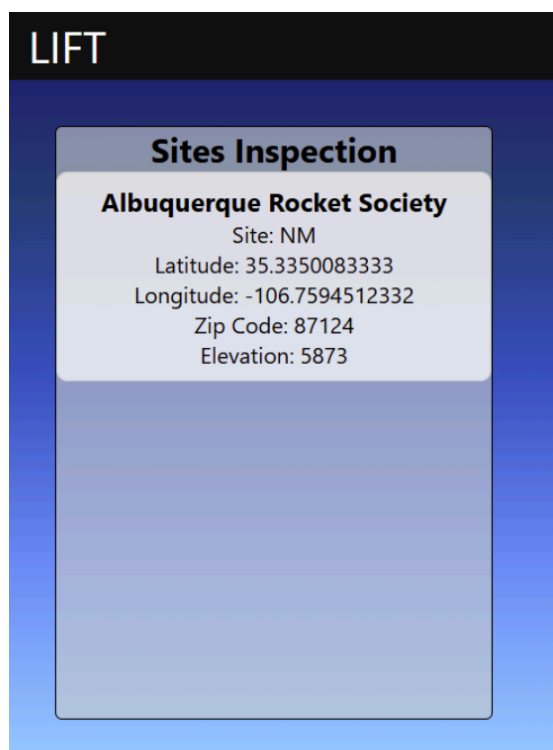 LIFT
Sites Inspection
Albuquerque Rocket Society
Site: NM
Latitude: 35.3350083333
Longitude: -106.7594512332
Zip Code: 87124
Elevation: 5873